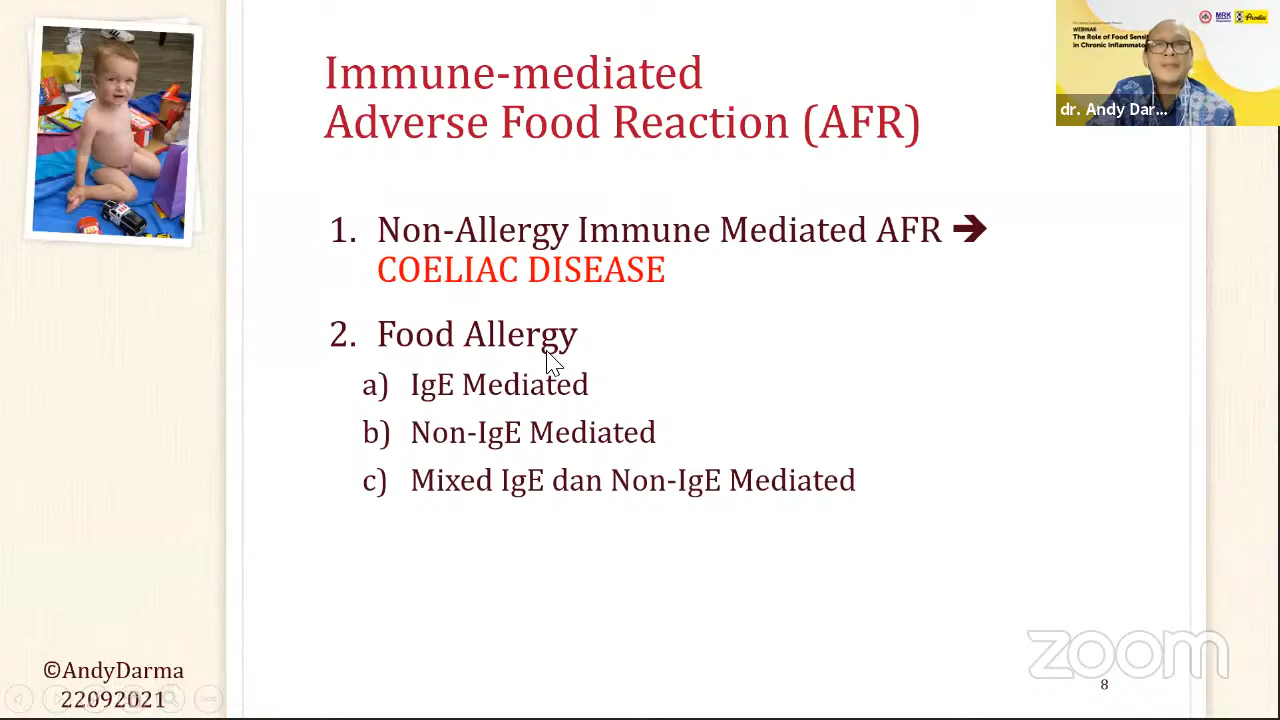 Immune-mediated
Adverse Food Reaction (AFR)
WEBINAR
The Role of Food Sensi
in Chronic Inflammato
MRK
Prodia
dr. Andy Dar...
1. Non-Allergy Immune Mediated AFR ➔
COELIAC DISEASE
2. Food Allergy
a) IgE Mediated
b) Non-IgE Mediated
c) Mixed IgE dan Non-IgE Mediated
©AndyDarma
22092021
zoom
8